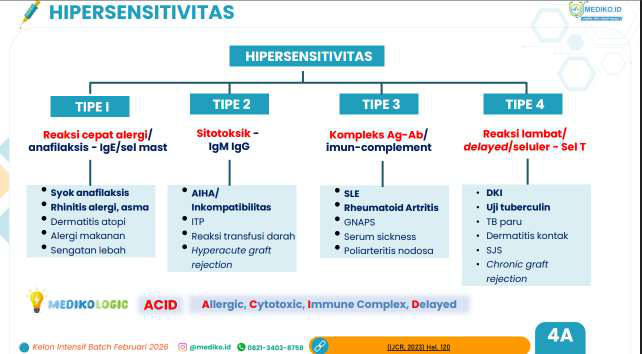 HIPERSENSITIVITAS
MEDIKO.ID
HIPERSENSITIVITAS
TIPE I
Reaksi cepat alergi/
anafilaksis - IgE/sel mast
Syok anafilaksis
Rhinitis alergi, asma
Dermatitis atopi
Alergi makanan
Sengatan lebah
TIPE 2
Sitotoksik -
IgM IgG
AIHA/
Inkompatibilitas
ITP
Reaksi transfusi darah
Hyperacute graft
rejection
TIPE 3
Kompleks Ag-Ab/
imun-complement
SLE
Rheumatoid Artritis
GNAPS
Serum sickness
Poliarteritis nodosa
TIPE 4
Reaksi lambat/
delayed/seluler - Sel T
DKI
Uji tuberculin
TB paru
Dermatitis kontak
SJS
Chronic graft
rejection
MEDIKOLOGIC
ACID
Allergic, Cytotoxic, Immune Complex, Delayed
Kelon Intensif Batch Februari 2026
@mediko.id
0821-3403-8758
(IJCR, 2023) Hal. 120
4A